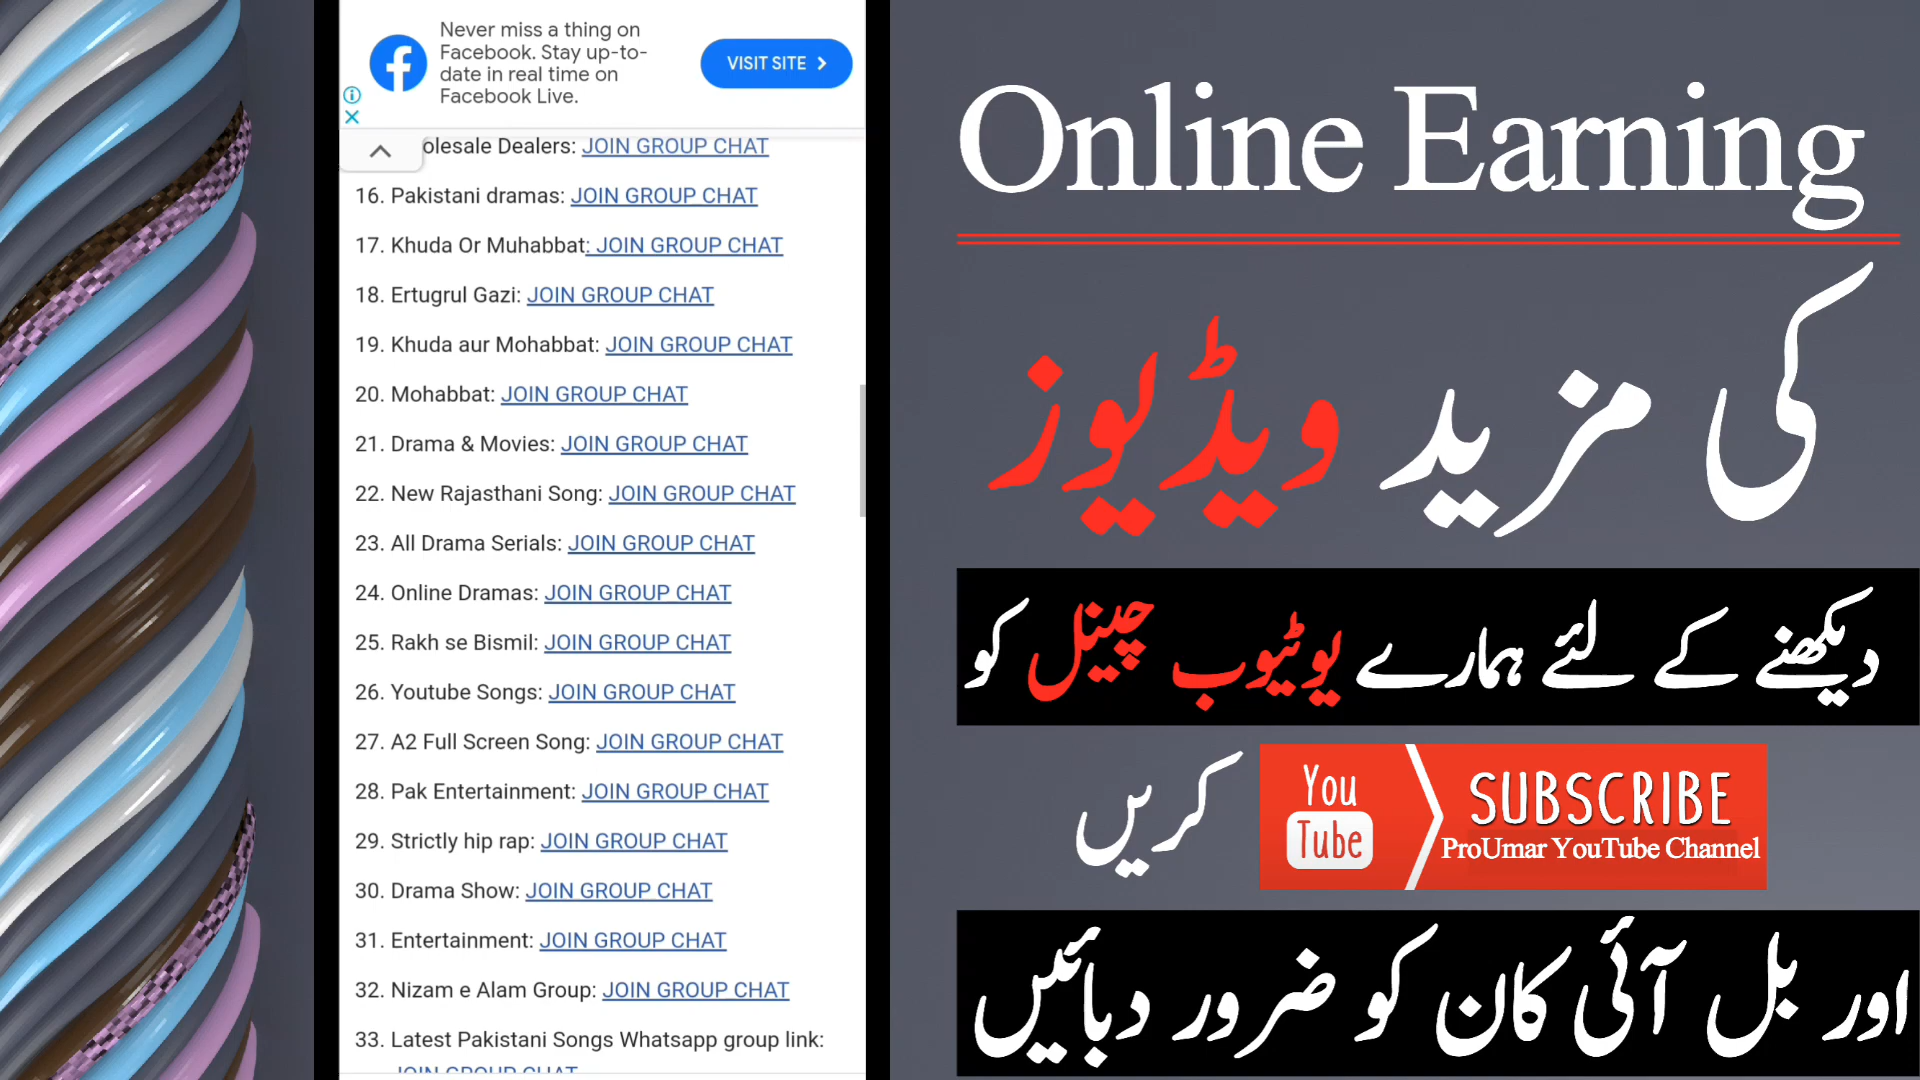 Never miss a thing on
Facebook. Stay up-to-
date in real time on
Facebook Live.
VISIT SITE
olesale Dealers: JOIN GROUP CHAT
16. Pakistani dramas: JOIN GROUP CHAT
17. Khuda Or Muhabbat: JOIN GROUP CHAT
18. Ertugrul Gazi: JOIN GROUP CHAT
19. Khuda aur Mohabbat: JOIN GROUP CHAT
20. Mohabbat: JOIN GROUP CHAT
21. Drama & Movies: JOIN GROUP CHAT
22. New Rajasthani Song: JOIN GROUP CHAT
23. All Drama Serials: JOIN GROUP CHAT
24. Online Dramas: JOIN GROUP CHAT
25. Rakh se Bismil: JOIN GROUP CHAT
26. Youtube Songs: JOIN GROUP CHAT
27. A2 Full Screen Song: JOIN GROUP CHAT
28. Pak Entertainment: JOIN GROUP CHAT
29. Strictly hip rap: JOIN GROUP CHAT
30. Drama Show: JOIN GROUP CHAT
31. Entertainment: JOIN GROUP CHAT
32. Nizam e Alam Group: JOIN GROUP CHAT
33. Latest Pakistani Songs Whatsapp group link:
JOIN GROUP CHAT
Online Earning
کی مزید ویڈیوز
دیکھنے کے لئے ہمارے یوٹیوب چینل کو
You Tube SUBSCRIBE کریں
ProUmar YouTube Channel
اور بل آئی کان کو ضرور دبائیں